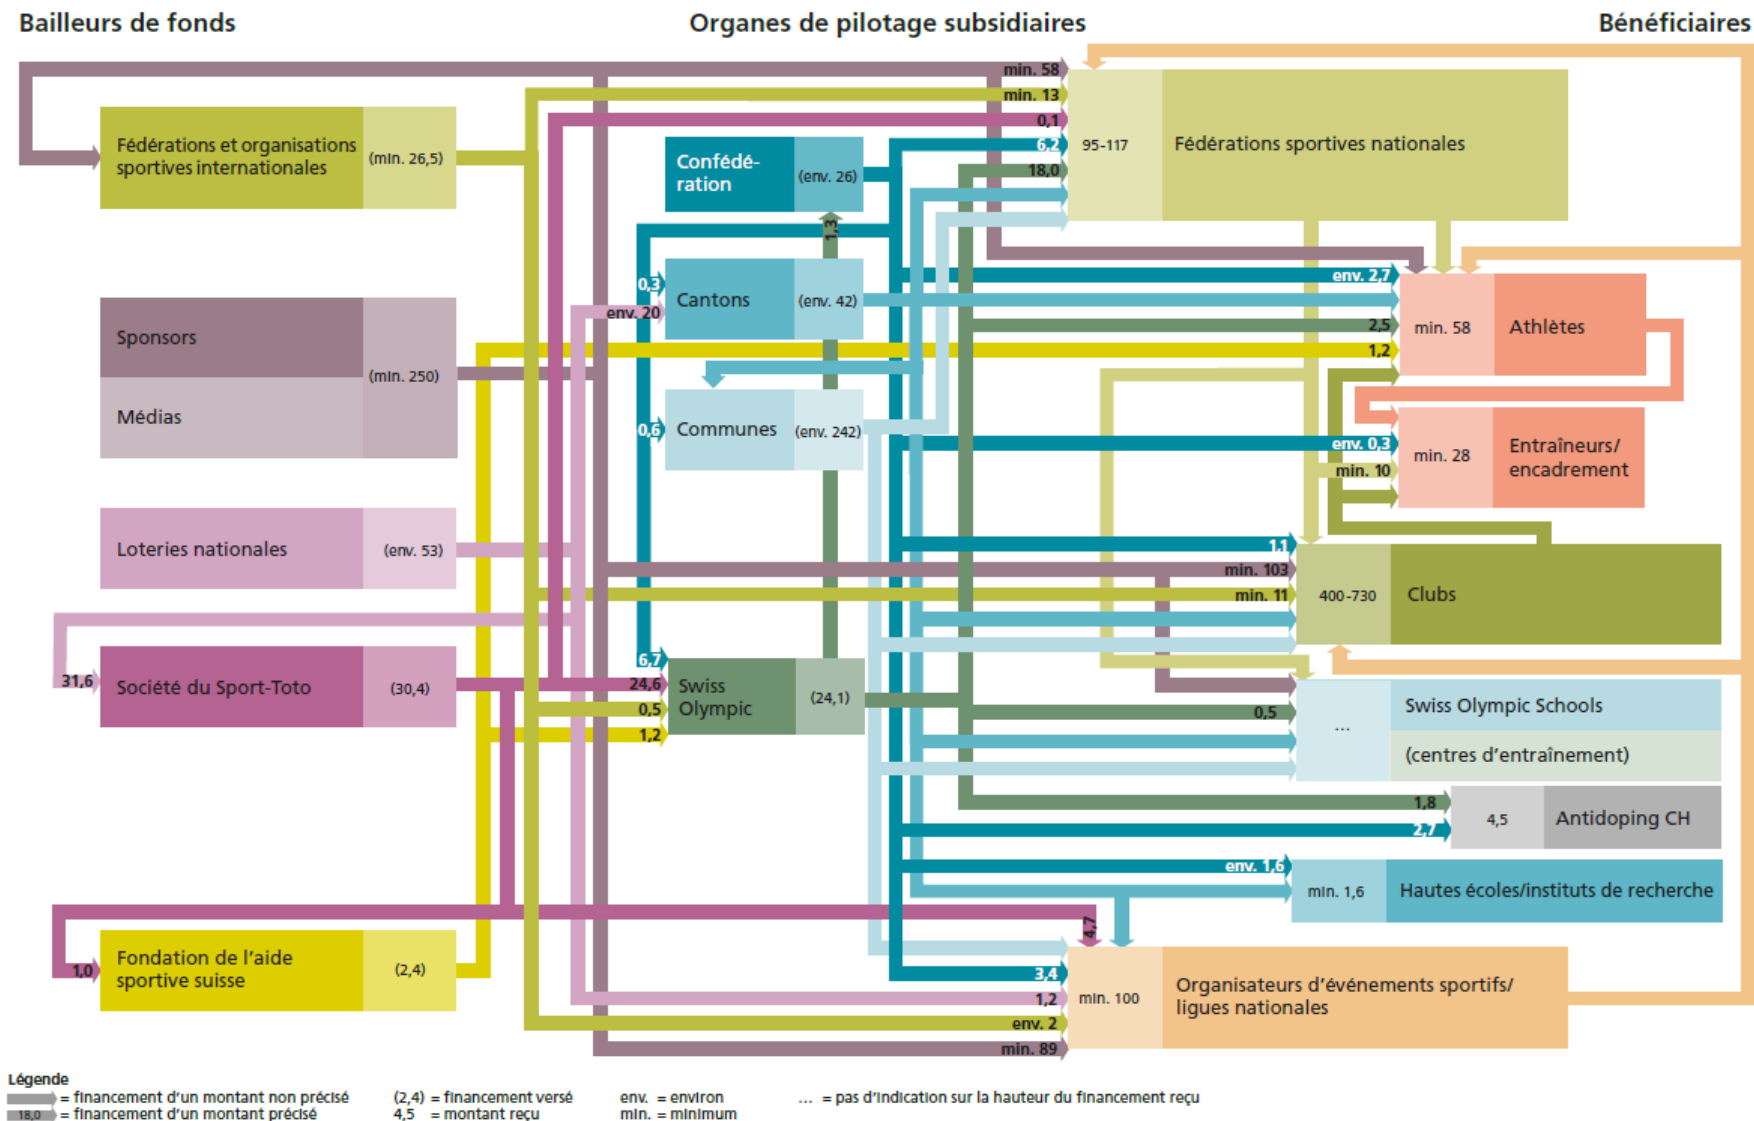 Bailleurs de fonds
Organes de pilotage subsidiaires
Bénéficiaires
min. 58
min. 13
0,1
6,2
18,0
95-117
Fédérations sportives nationales
Fédérations et organisations
sportives internationales
(min. 26,5)
Confédé-
ration
(env. 26)
1,3
0,3
env. 20
Cantons
(env. 42)
env. 2,7
2,5
1,2
min. 58
Athlètes
Sponsors
Médias
(min. 250)
0,6
Communes
(env. 242)
env. 0,3
min. 10
min. 28
Entraîneurs/
encadrement
Loteries nationales
(env. 53)
1,1
min. 103
min. 11
400-730
Clubs
31,6
Société du Sport-Toto
(30,4)
6,7
24,6
0,5
1,2
Swiss
Olympic
(24,1)
0,5
...
Swiss Olympic Schools
(centres d'entraînement)
1,8
2,7
4,5
Antidoping CH
env. 1,6
min. 1,6
Hautes écoles/instituts de recherche
1,0
Fondation de l'aide
sportive suisse
(2,4)
4,7
3,4
1,2
env. 2
min. 89
min. 100
Organisateurs d'événements sportifs/
ligues nationales
Légende
= financement d'un montant non précisé
(2,4) = financement versé
env. = environ
... = pas d'indication sur la hauteur du financement reçu
18,0 = financement d'un montant précisé
4,5 = montant reçu
min. = minimum